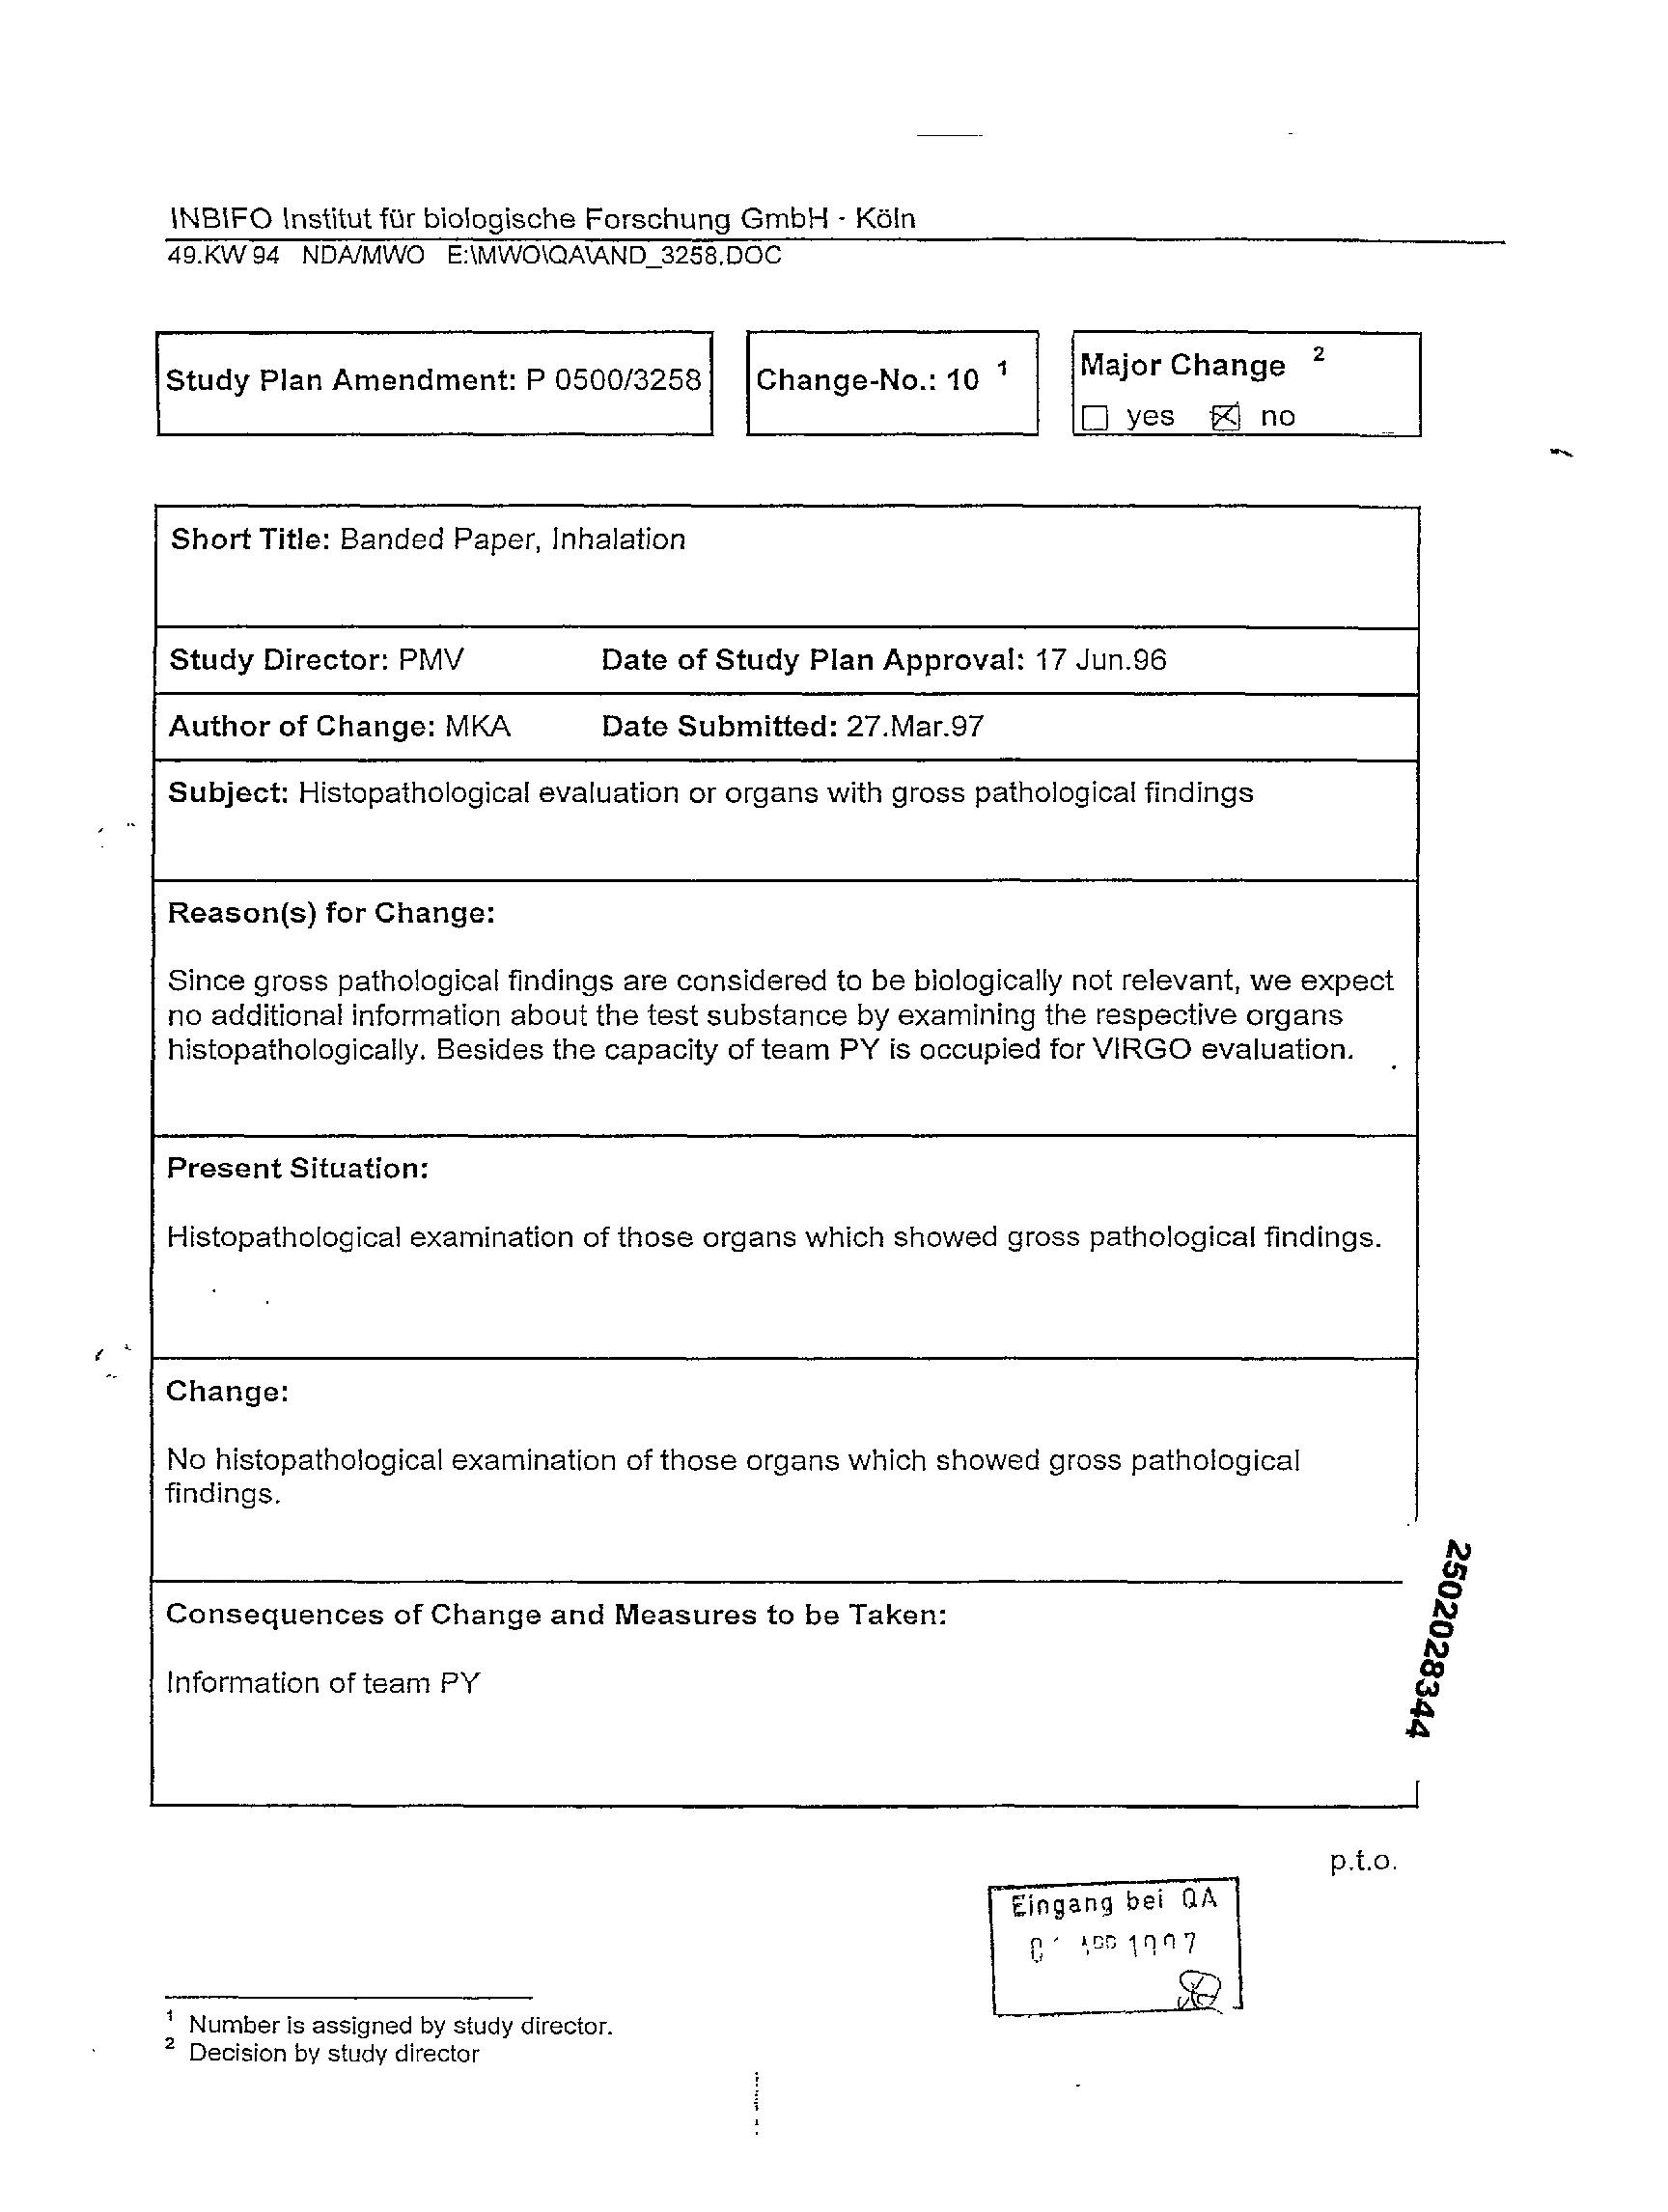 INBIFO Institut für biologische Forschung GmbH - Köln
49.KW 94 NDA/MWO E:\MWO\QA\AND_3258.DOC
Study Plan Amendment: P 0500/3258
Change-No.: 10 1
Major Change 2
☐ yes ☒ no
Short Title: Banded Paper, Inhalation
Study Director: PMV Date of Study Plan Approval: 17 Jun.96
Author of Change: MKA Date Submitted: 27.Mar.97
Subject: Histopathological evaluation or organs with gross pathological findings
Reason(s) for Change:
Since gross pathological findings are considered to be biologically not relevant, we expect
no additional information about the test substance by examining the respective organs
histopathologically. Besides the capacity of team PY is occupied for VIRGO evaluation.
Present Situation:
Histopathological examination of those organs which showed gross pathological findings.
Change:
No histopathological examination of those organs which showed gross pathological
findings.
Consequences of Change and Measures to be Taken:
Information of team PY
2502028344
p.t.o.
Eingang bei QA
1997
1 Number is assigned by study director.
2 Decision by study director